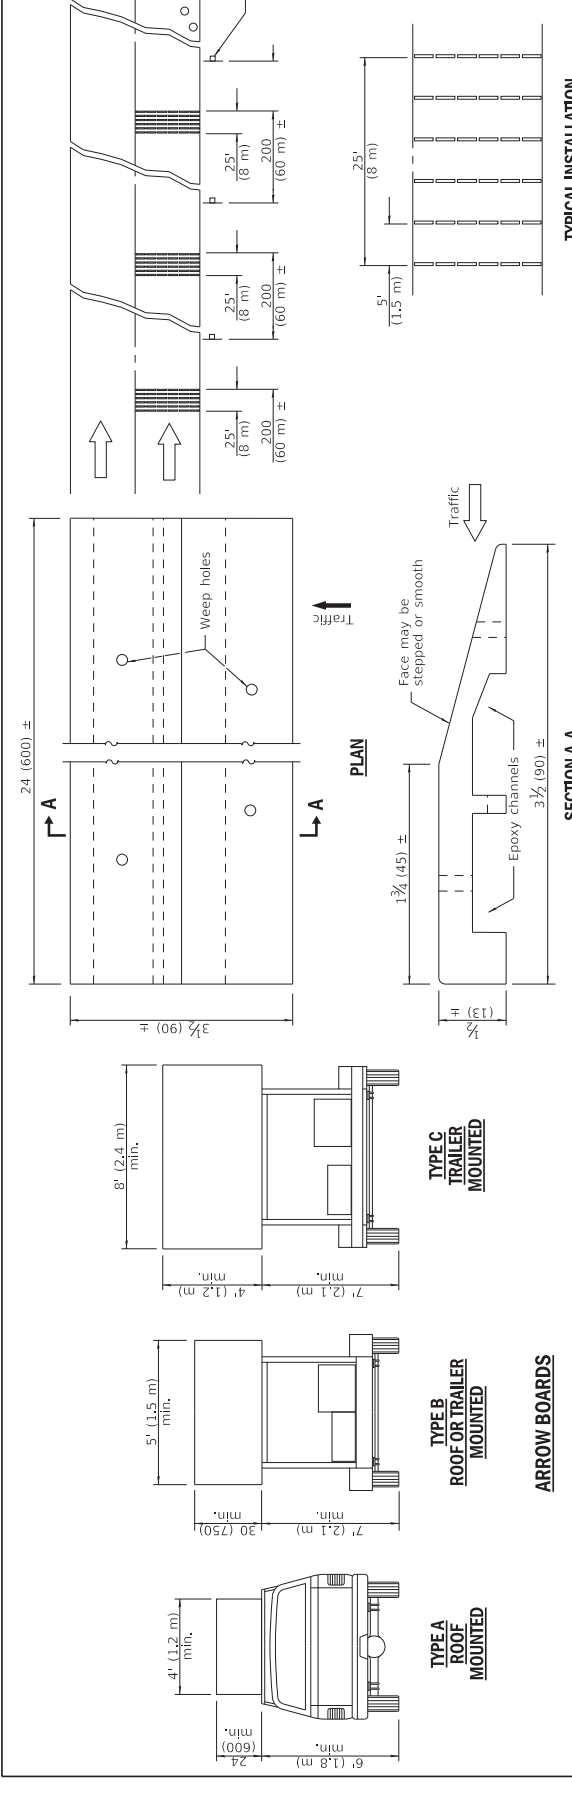 25'
(8 m)
200
(60 m) ±
25'
(8 m)
200
(60 m) ±
25'
(8 m)
200
(60 m) ±
25'
(8 m)
5'
(1.5 m)
TYPICAL INSTALLATION
24 (600) ±
A
A
3½ (90) ±
Weep holes
Traffic
PLAN
Traffic
Face may be
stepped or smooth
1¾ (45) ±
Epoxy channels
3½ (90) ±
½
(13) ±
SECTION A-A
8' (2.4 m)
min.
4' (1.2 m)
min.
7' (2.1 m)
min.
TYPE C
TRAILER
MOUNTED
5' (1.5 m)
min.
30 (750)
min.
7' (2.1 m)
min.
TYPE B
ROOF OR TRAILER
MOUNTED
ARROW BOARDS
4' (1.2 m)
min.
24
(600)
min.
6' (1.8 m)
min.
TYPE A
ROOF
MOUNTED